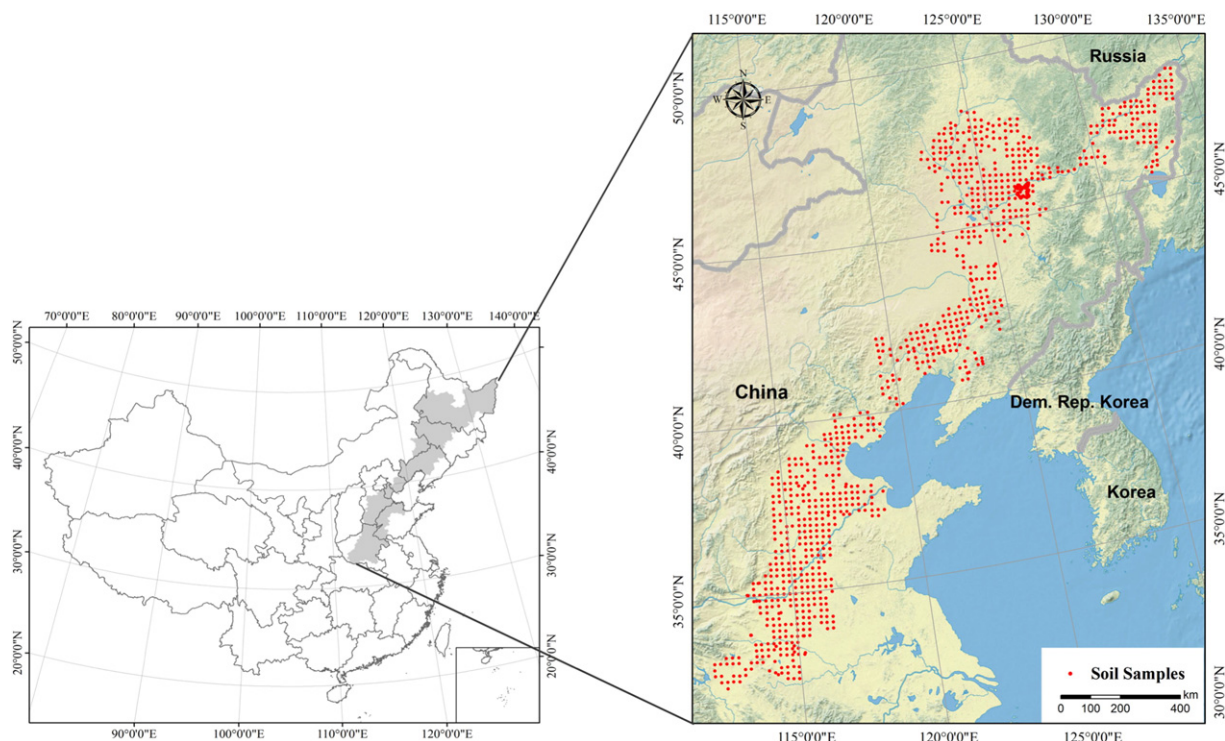 115°0'0"E 120°0'0"E 125°0'0"E 130°0'0"E 135°0'0"E
Russia
N
W E
S
50°0'0"N
45°0'0"N
40°0'0"N
35°0'0"N
50°0'0"N
45°0'0"N
40°0'0"N
35°0'0"N
30°0'0"N
China
Dem. Rep. Korea
Korea
Soil Samples
km
0 100 200 400
115°0'0"E 120°0'0"E 125°0'0"E
70°0'0"E 80°0'0"E 90°0'0"E 100°0'0"E 110°0'0"E 120°0'0"E 130°0'0"E 140°0'0"E
50°0'0"N
40°0'0"N
30°0'0"N
20°0'0"N
50°0'0"N
40°0'0"N
30°0'0"N
20°0'0"N
90°0'0"E 100°0'0"E 110°0'0"E 120°0'0"E